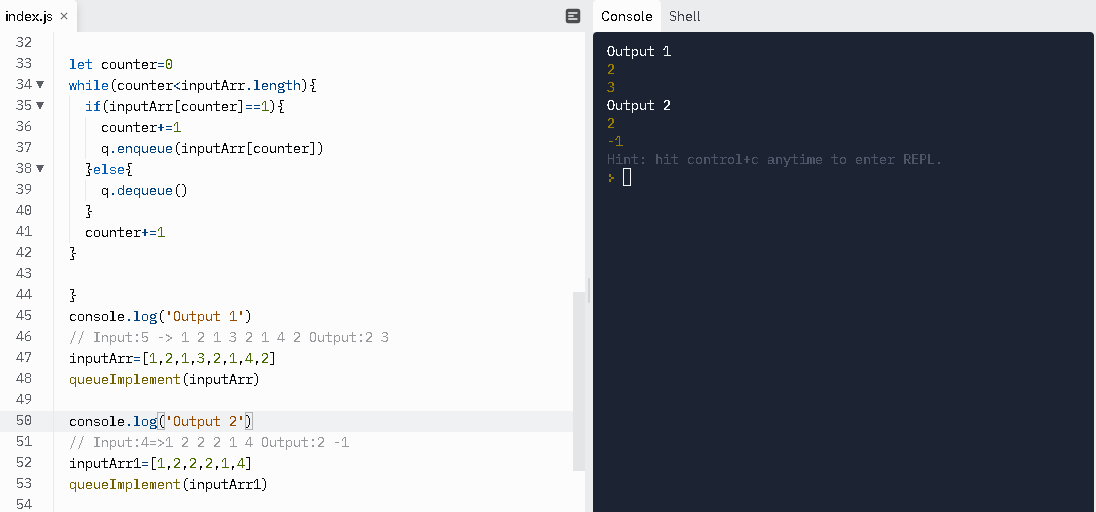 index.js ×
32
33 let counter=0
34 while(counter<inputArr.length){
35 if(inputArr[counter]==1){
36 counter+=1
37 q.enqueue(inputArr[counter])
38 }else{
39 q.dequeue()
40 }
41 counter+=1
42 }
43
44 }
45 console.log('Output 1')
46 // Input:5 -> 1 2 1 3 2 1 4 2 Output:2 3
47 inputArr=[1,2,1,3,2,1,4,2]
48 queueImplement(inputArr)
49
50 console.log('Output 2')
51 // Input:4=>1 2 2 2 1 4 Output:2 -1
52 inputArr1=[1,2,2,2,1,4]
53 queueImplement(inputArr1)
54
Console Shell
Output 1
2
3
Output 2
2
-1
Hint: hit control+c anytime to enter REPL.
>